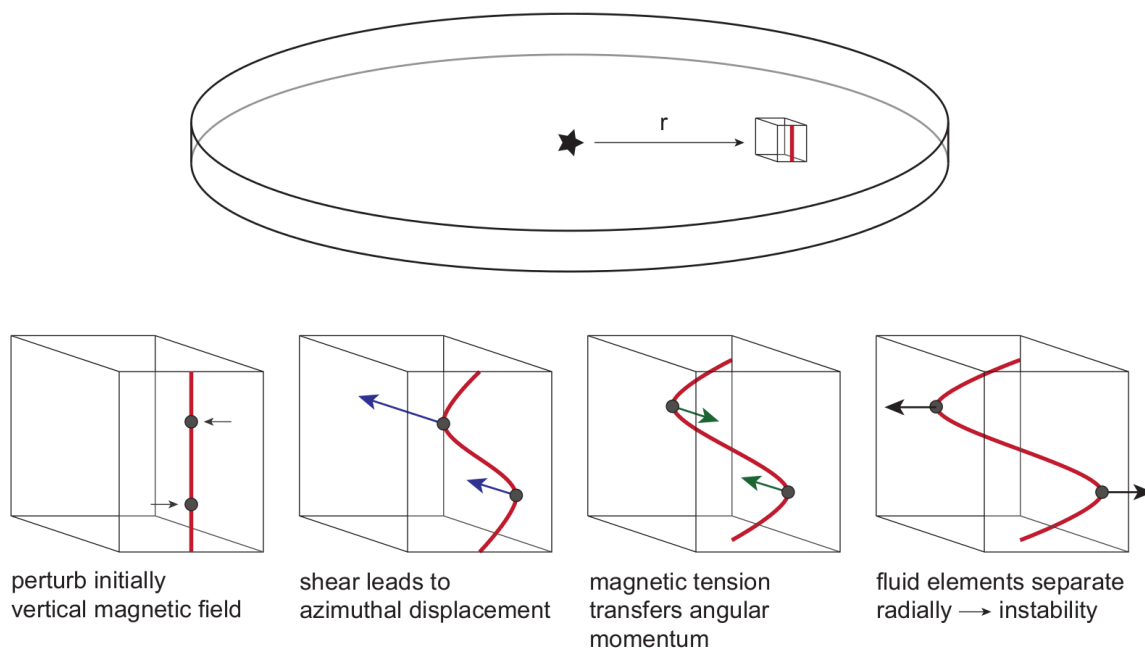 r
perturb initially
vertical magnetic field
shear leads to
azimuthal displacement
magnetic tension
transfers angular
momentum
fluid elements separate
radially → instability